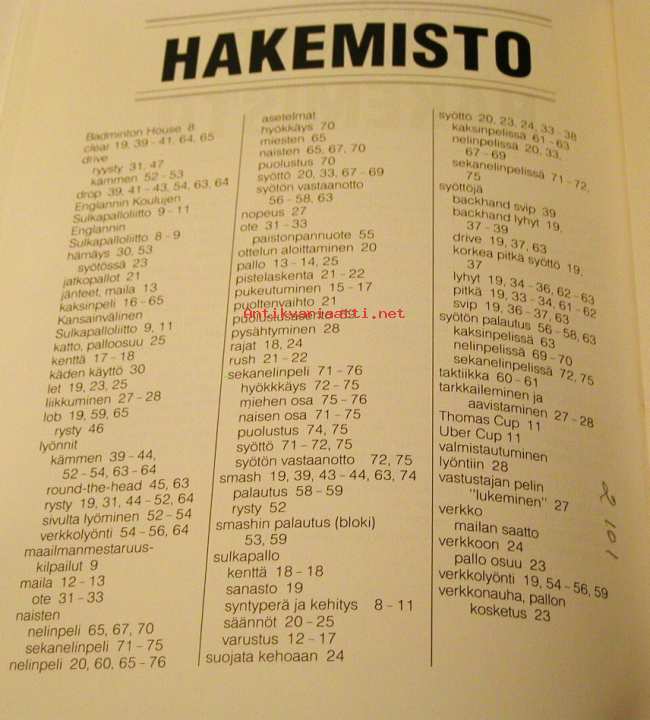 HAKEMISTO
Badminton House 8
clear 19, 39 - 41, 64, 65
drive
ryysty 31, 47
kämmen 52 - 53
drop 39, 41 - 43, 54, 63, 64
Englannin Koulujen
Sulkapalloliitto 9 - 11
Englannin
Sulkapalloliitto 8 - 9
hämäys 30, 53
syötössä 23
jatkopallot 21
jänteet, maila 13
kaksinpeli 16 - 65
Kansainvälinen
Sulkapalloliitto 9, 11
katto, palloosuu 25
kenttä 17 - 18
käden käyttö 30
let 19, 23, 25
liikkuminen 27 - 28
lob 19, 59, 65
rysty 46
lyönnit
kämmen 39 - 44,
52 - 54, 63 - 64
round-the-head 45, 63
rysty 19, 31, 44 - 52, 64
sivulta lyöminen 52 - 54
verkkolyönti 54 - 56, 64
maailmanmestaruus-
kilpailut 9
maila 12 - 13
ote 31 - 33
naisten
nelinpeli 65, 67, 70
sekanelinpeli 71 - 75
nelinpeli 20, 60, 65 - 76
asetelmat
hyökkäys 70
miesten 65
naisten 65, 67, 70
puolustus 70
syöttö 20, 33, 67 - 69
syötön vastaanotto
56 - 58, 63
nopeus 27
ote 31 - 33
paistonpannuote 55
ottelun aloittaminen 20
pallo 13 - 14, 25
pistelaskenta 21 - 22
pukeutuminen 15 - 17
puoltenvaihto 21
Antikvariaatti.net
pysähtyminen 28
rajat 18, 24
rush 21 - 22
sekanelinpeli 71 - 76
hyökkkäys 72 - 75
miehen osa 75 - 76
naisen osa 71 - 75
puolustus 74, 75
syöttö 71 - 72, 75
syötön vastaanotto 72, 75
smash 19, 39, 43 - 44, 63, 74
palautus 58 - 59
rysty 52
smashin palautus (bloki)
53, 59
sulkapallo
kenttä 18 - 18
sanasto 19
syntyperä ja kehitys 8 - 11
säännöt 20 - 25
varustus 12 - 17
suojata kehoaan 24
syöttö 20, 23, 24, 33 - 38
kaksinpelissä 61 - 63
nelinpelissä 20, 33,
67 - 69
sekanelinpelissä 71 - 72,
75
syöttöjä
backhand svip 39
backhand lyhyt 19,
37 - 39
drive 19, 37, 63
korkea pitkä syöttö 19,
37
lyhyt 19, 34 - 36, 62 - 63
pitkä 19, 33 - 34, 61 - 62
svip 19, 36 - 37, 63
syötön palautus 56 - 58, 63
kaksinpelissä 63
nelinpelissä 69 - 70
sekanelinpelissä 72, 75
taktiikka 60 - 61
tarkkaileminen ja
aavistaminen 27 - 28
Thomas Cup 11
Uber Cup 11
valmistautuminen
lyöntiin 28
vastustajan pelin
"lukeminen" 27
verkko
mailan saatto
verkkoon 24
pallo osuu 23
verkkolyönti 19, 54 - 56, 59
verkkonauha, pallon
kosketus 23